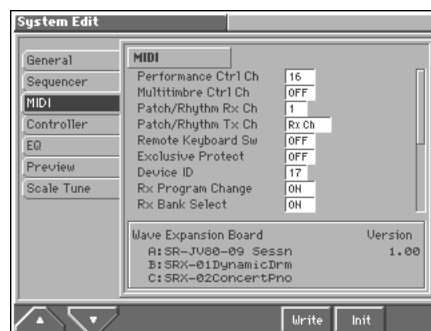 System Edit
General
Sequencer
MIDI
Controller
EQ
Preview
Scale Tune
MIDI
Performance Ctrl Ch 16
Multitimbre Ctrl Ch OFF
Patch/Rhythm Rx Ch 1
Patch/Rhythm Tx Ch Rx Ch
Remote Keyboard Sw OFF
Exclusive Protect OFF
Device ID 17
Rx Program Change ON
Rx Bank Select ON
Wave Expansion Board Version
A:SR-JV80-09 Sessn 1.00
B:SRX-01DynamicDrm
C:SRX-02ConcertPno
Write Init